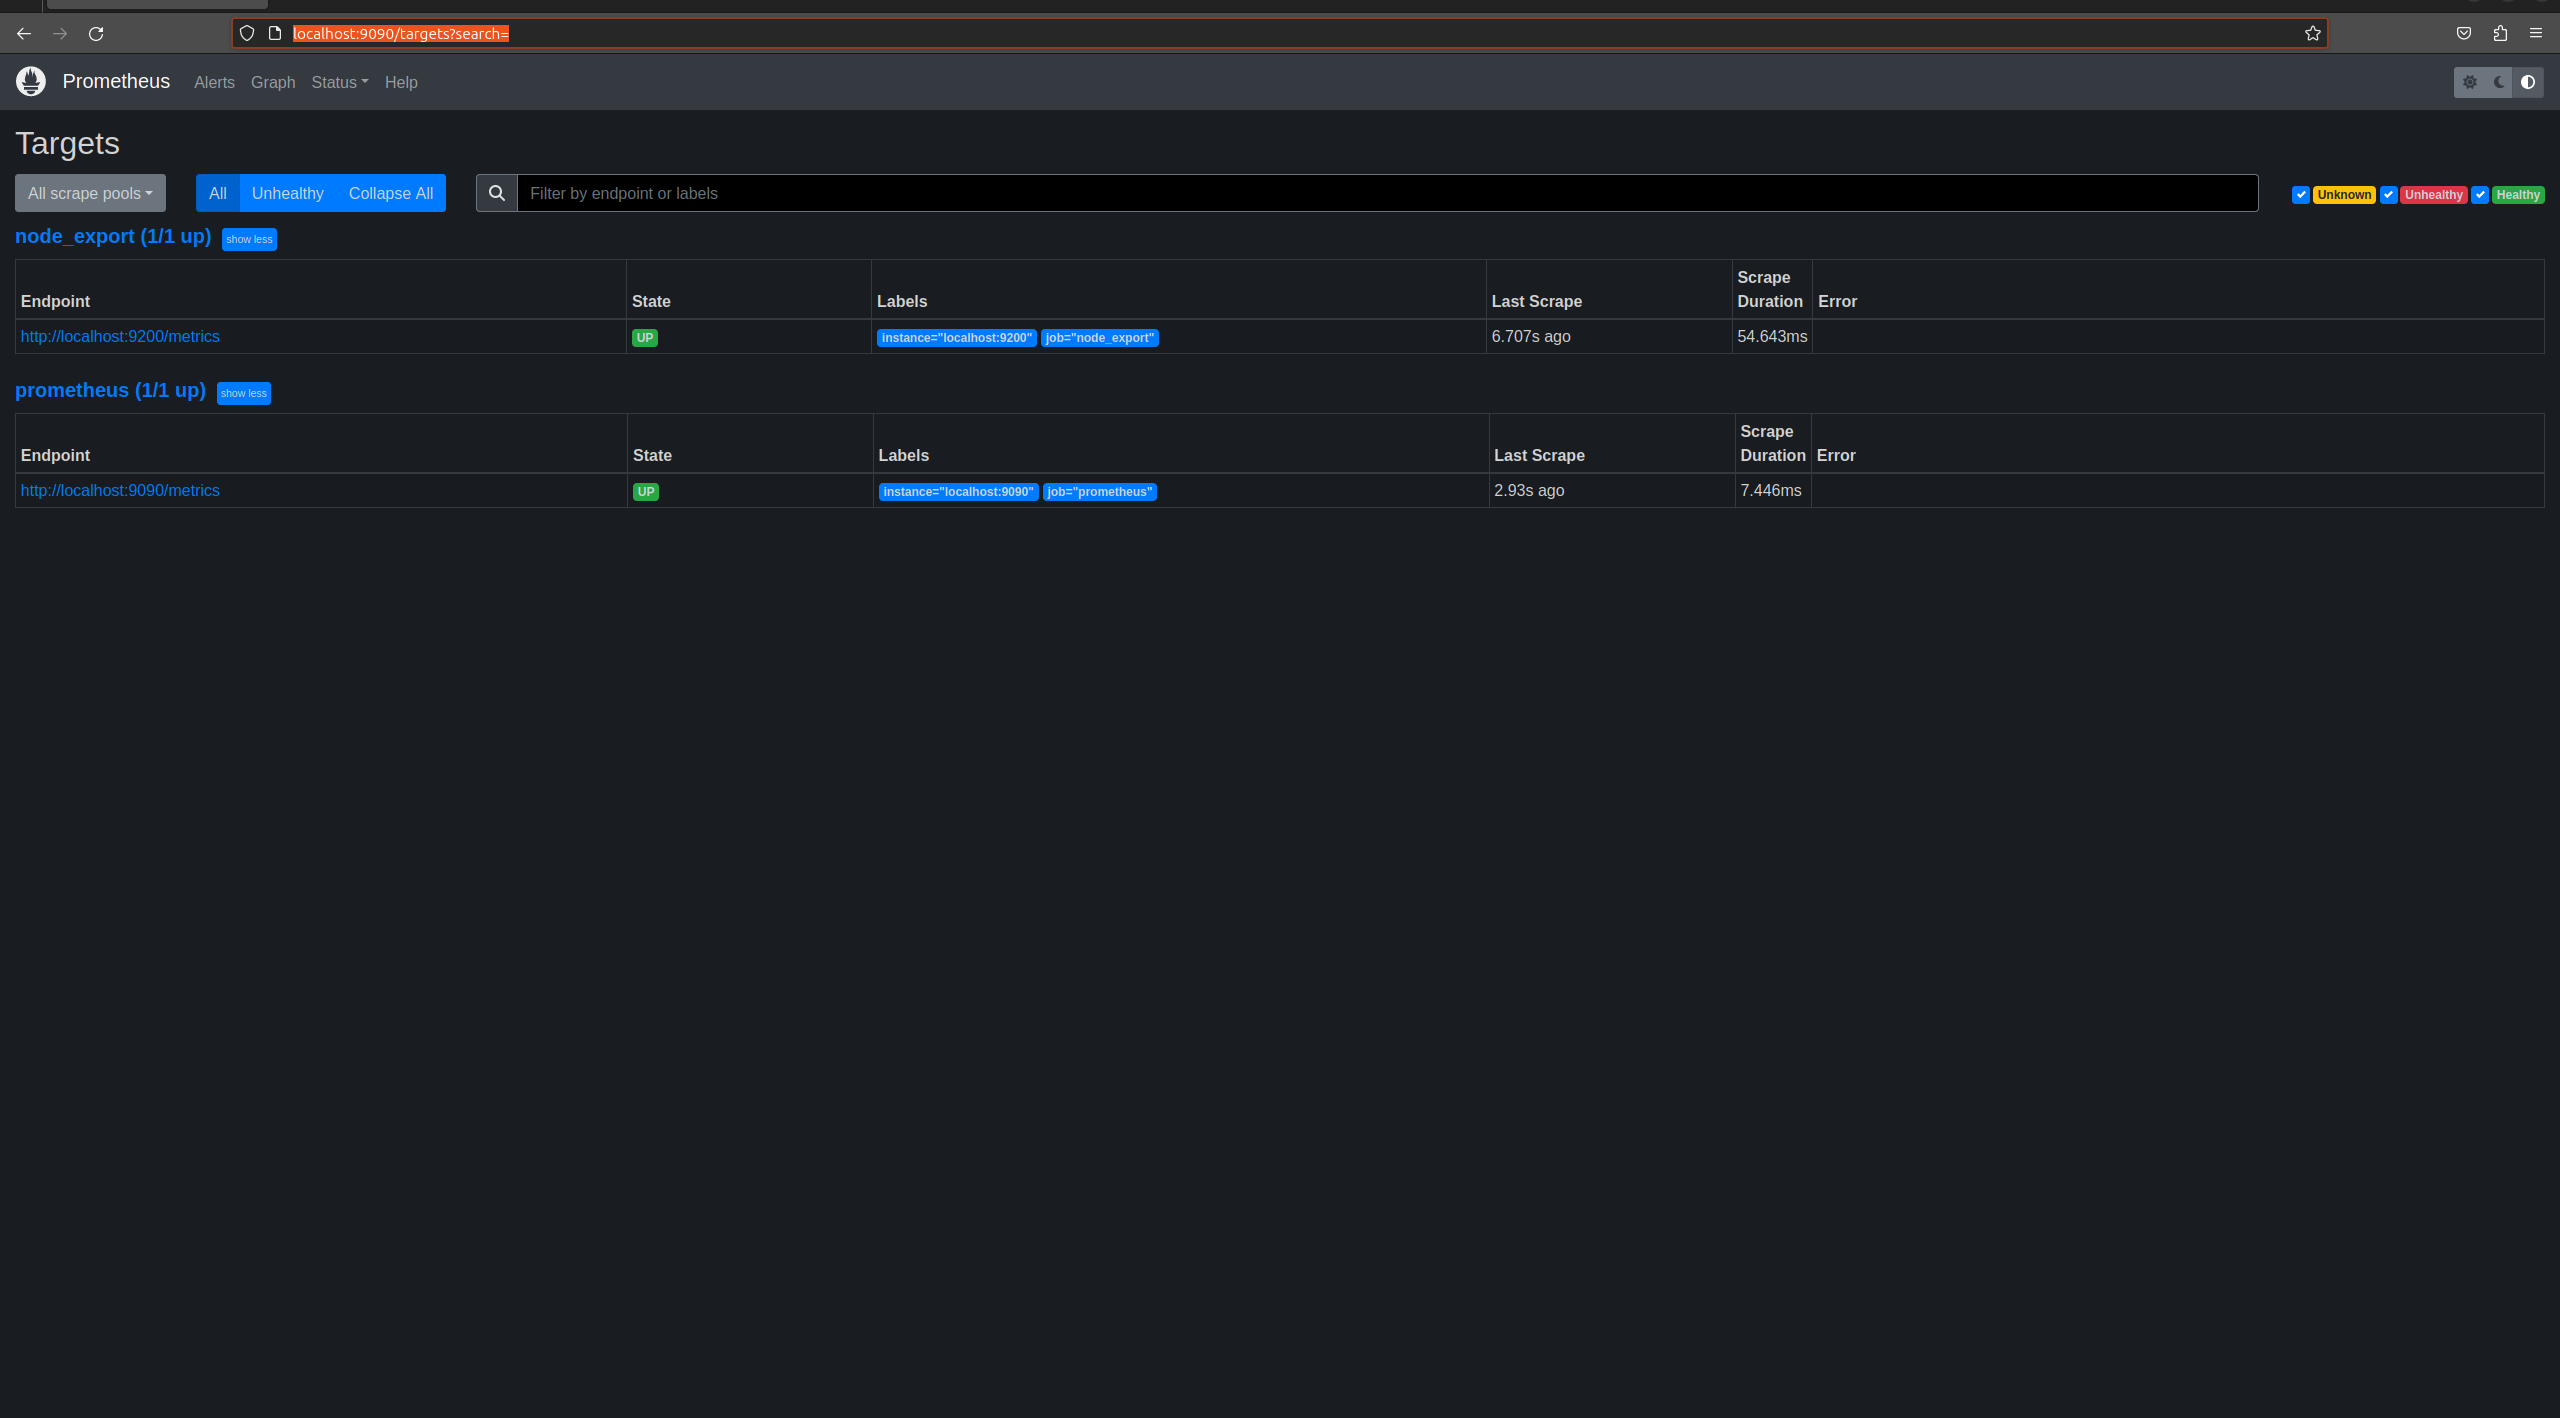 localhost:9090/targets?search=
Prometheus Alerts Graph Status Help
Targets
All scrape pools All Unhealthy Collapse All Filter by endpoint or labels Unknown Unhealthy Healthy
node_export (1/1 up) show less
Endpoint State Labels Last Scrape Scrape Duration Error
http://localhost:9200/metrics UP instance="localhost:9200" job="node_export" 6.707s ago 54.643ms
prometheus (1/1 up) show less
Endpoint State Labels Last Scrape Scrape Duration Error
http://localhost:9090/metrics UP instance="localhost:9090" job="prometheus" 2.93s ago 7.446ms